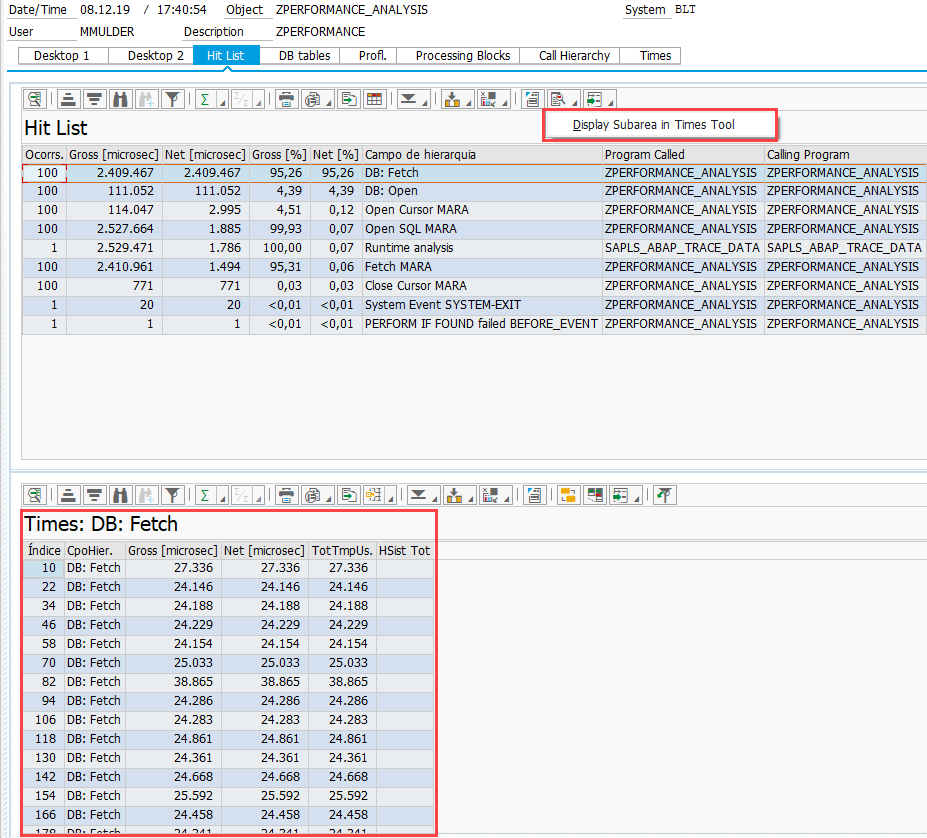 Date/Time 08.12.19 / 17:40:54 Object ZPERFORMANCE_ANALYSIS System BLT
User MMULDER Description ZPERFORMANCE
Desktop 1 Desktop 2 Hit List DB tables Profl. Processing Blocks Call Hierarchy Times
Hit List
Display Subarea in Times Tool
Ocorrs. Gross [microsec] Net [microsec] Gross [%] Net [%] Campo de hierarquia Program Called Calling Program
100 2.409.467 2.409.467 95,26 95,26 DB: Fetch ZPERFORMANCE_ANALYSIS ZPERFORMANCE_ANALYSIS
100 111.052 111.052 4,39 4,39 DB: Open ZPERFORMANCE_ANALYSIS ZPERFORMANCE_ANALYSIS
100 114.047 2.995 4,51 0,12 Open Cursor MARA ZPERFORMANCE_ANALYSIS ZPERFORMANCE_ANALYSIS
100 2.527.664 1.885 99,93 0,07 Open SQL MARA ZPERFORMANCE_ANALYSIS ZPERFORMANCE_ANALYSIS
1 2.529.471 1.786 100,00 0,07 Runtime analysis SAPLS_ABAP_TRACE_DATA SAPLS_ABAP_TRACE_DATA
100 2.410.961 1.494 95,31 0,06 Fetch MARA ZPERFORMANCE_ANALYSIS ZPERFORMANCE_ANALYSIS
100 771 771 0,03 0,03 Close Cursor MARA ZPERFORMANCE_ANALYSIS ZPERFORMANCE_ANALYSIS
1 20 20 <0,01 <0,01 System Event SYSTEM-EXIT ZPERFORMANCE_ANALYSIS ZPERFORMANCE_ANALYSIS
1 1 1 <0,01 <0,01 PERFORM IF FOUND failed BEFORE_EVENT ZPERFORMANCE_ANALYSIS ZPERFORMANCE_ANALYSIS
Times: DB: Fetch
Índice CpoHier. Gross [microsec] Net [microsec] TotTmpUs. HSist Tot
10 DB: Fetch 27.336 27.336 27.336
22 DB: Fetch 24.146 24.146 24.146
34 DB: Fetch 24.188 24.188 24.188
46 DB: Fetch 24.229 24.229 24.229
58 DB: Fetch 24.154 24.154 24.154
70 DB: Fetch 25.033 25.033 25.033
82 DB: Fetch 38.865 38.865 38.865
94 DB: Fetch 24.286 24.286 24.286
106 DB: Fetch 24.283 24.283 24.283
118 DB: Fetch 24.861 24.861 24.861
130 DB: Fetch 24.361 24.361 24.361
142 DB: Fetch 24.668 24.668 24.668
154 DB: Fetch 25.592 25.592 25.592
166 DB: Fetch 24.458 24.458 24.458
178 DB: Fetch 24.341 24.341 24.341